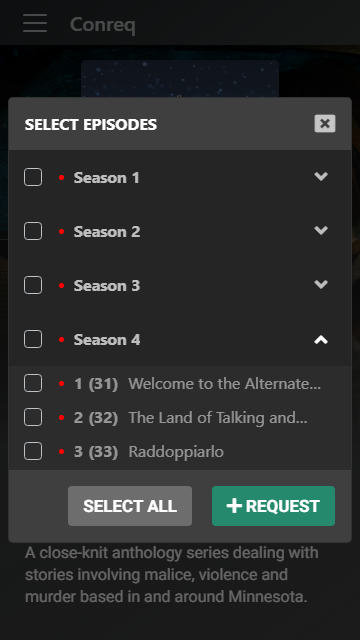 Conreq
SELECT EPISODES
Season 1
Season 2
Season 3
Season 4
1 (31) Welcome to the Alternate...
2 (32) The Land of Talking and...
3 (33) Raddoppiarlo
SELECT ALL
+ REQUEST
A close-knit anthology series dealing with
stories involving malice, violence and
murder based in and around Minnesota.